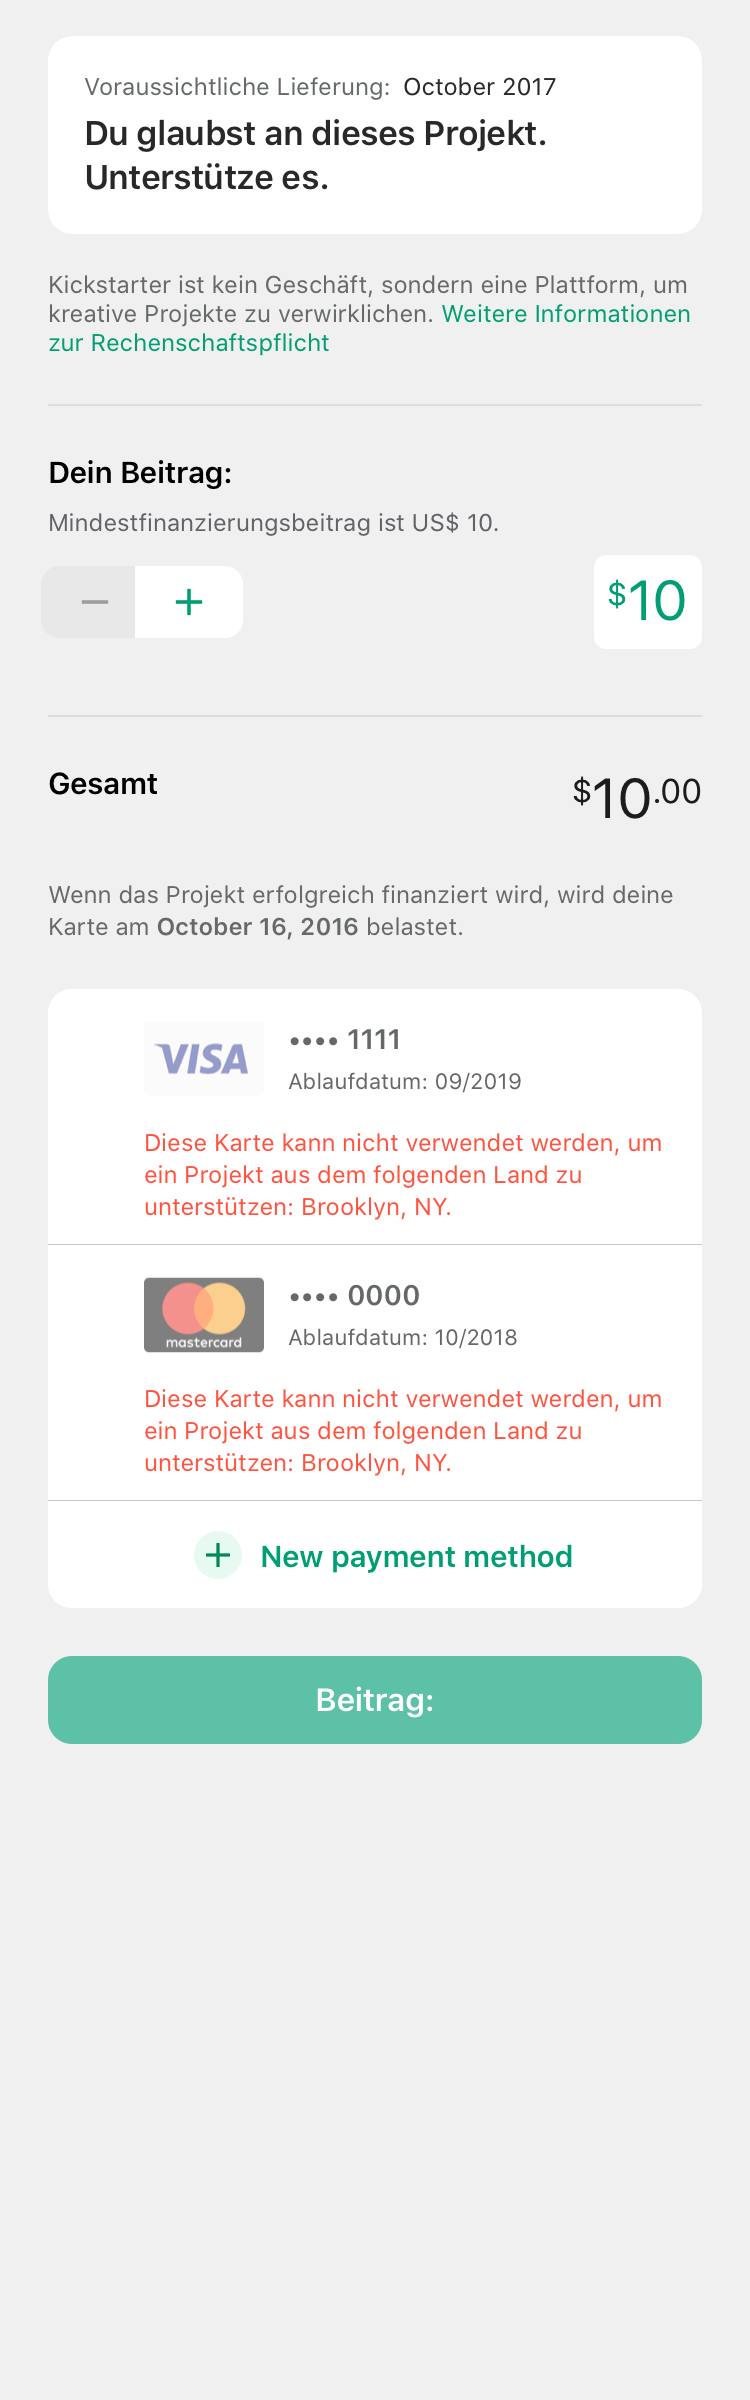 Voraussichtliche Lieferung: October 2017
Du glaubst an dieses Projekt.
Unterstütze es.
Kickstarter ist kein Geschäft, sondern eine Plattform, um
kreative Projekte zu verwirklichen. Weitere Informationen
zur Rechenschaftspflicht
Dein Beitrag:
Mindestfinanzierungsbeitrag ist US$ 10.
− + $10
Gesamt $10.00
Wenn das Projekt erfolgreich finanziert wird, wird deine
Karte am October 16, 2016 belastet.
VISA •••• 1111
Ablaufdatum: 09/2019
Diese Karte kann nicht verwendet werden, um
ein Projekt aus dem folgenden Land zu
unterstützen: Brooklyn, NY.
•••• 0000
mastercard Ablaufdatum: 10/2018
Diese Karte kann nicht verwendet werden, um
ein Projekt aus dem folgenden Land zu
unterstützen: Brooklyn, NY.
+ New payment method
Beitrag: